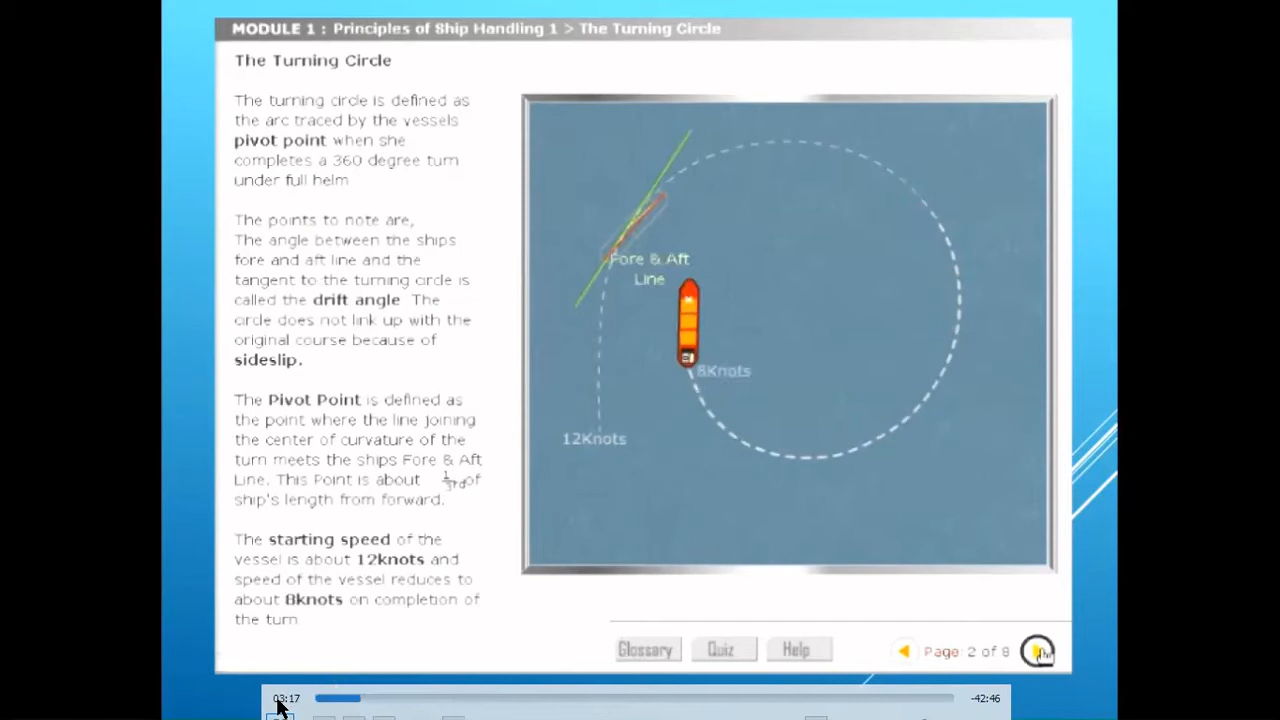 MODULE 1 : Principles of Ship Handling 1 > The Turning Circle
The Turning Circle
The turning circle is defined as
the arc traced by the vessels
pivot point when she
completes a 360 degree turn
under full helm
The points to note are,
The angle between the ships
fore and aft line and the
tangent to the turning circle is
called the drift angle The
circle does not link up with the
original course because of
sideslip.
The Pivot Point is defined as
the point where the line joining
the center of curvature of the
turn meets the ships Fore & Aft
Line. This Point is about 1/3rd of
ship's length from forward.
The starting speed of the
vessel is about 12knots and
speed of the vessel reduces to
about 8knots on completion of
the turn
Fore & Aft
Line
8Knots
12Knots
Glossary
Quiz
Help
Page: 2 of 8
03:17
-42:46